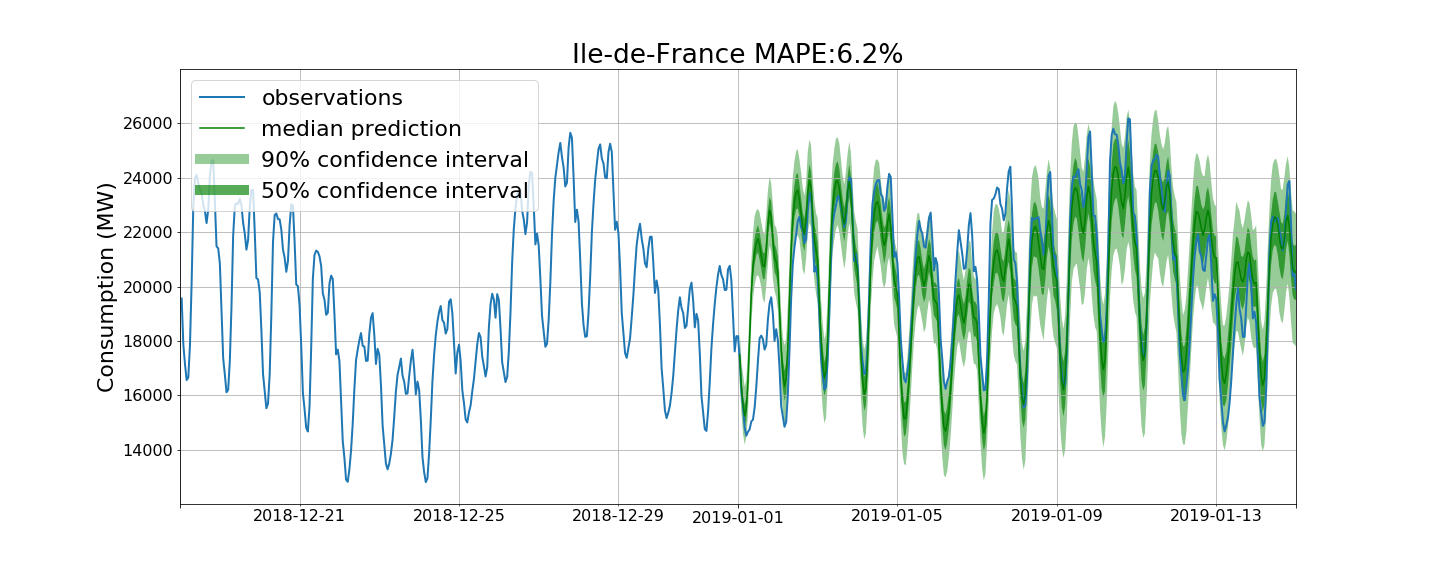 Ile-de-France MAPE:6.2%
observations
median prediction
90% confidence interval
50% confidence interval
Consumption (MW)
26000
24000
22000
20000
18000
16000
14000
2018-12-21
2018-12-25
2018-12-29
2019-01-01
2019-01-05
2019-01-09
2019-01-13